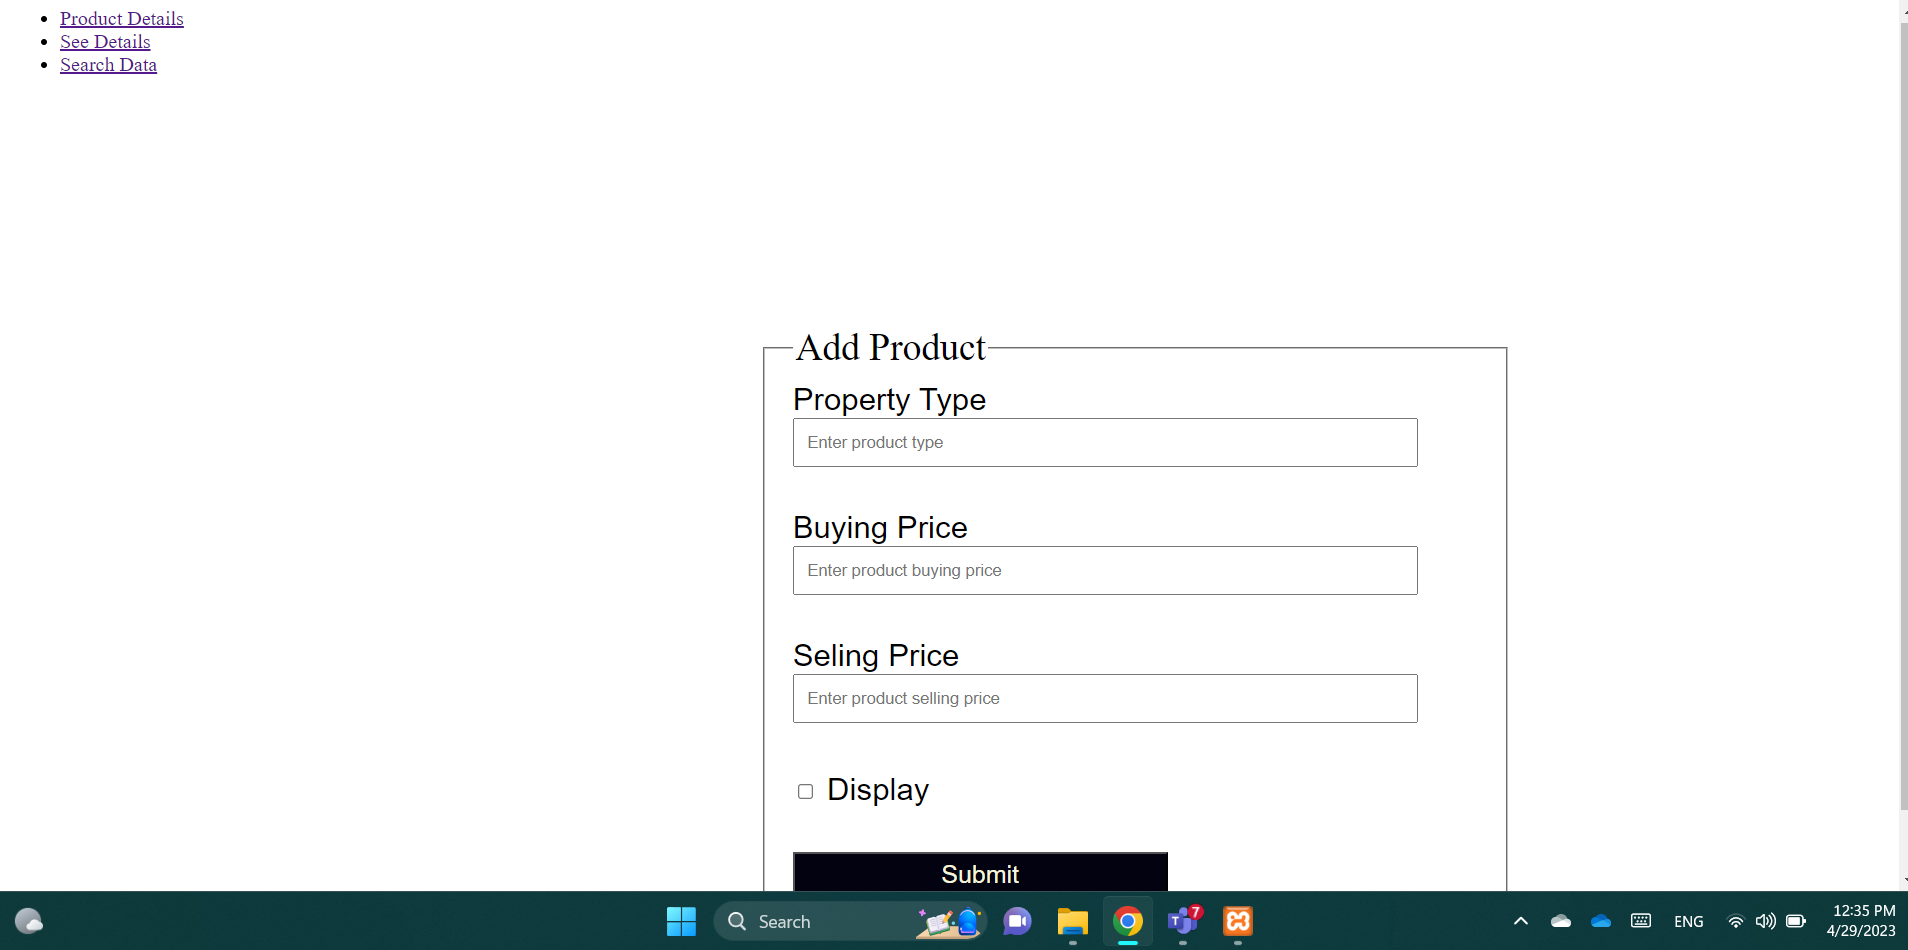 Product Details
See Details
Search Data
Add Product
Property Type
Enter product type
Buying Price
Enter product buying price
Seling Price
Enter product selling price
Display
Submit
Search
T
7
ENG
12:35 PM
4/29/2023